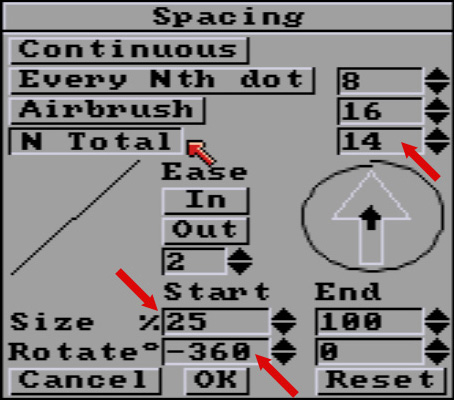 Spacing
Continuous
Every Nth dot 8
Airbrush 16
N Total 14
Ease
In
Out
2
Start End
Size % 25 100
Rotate° -360 0
Cancel OK Reset